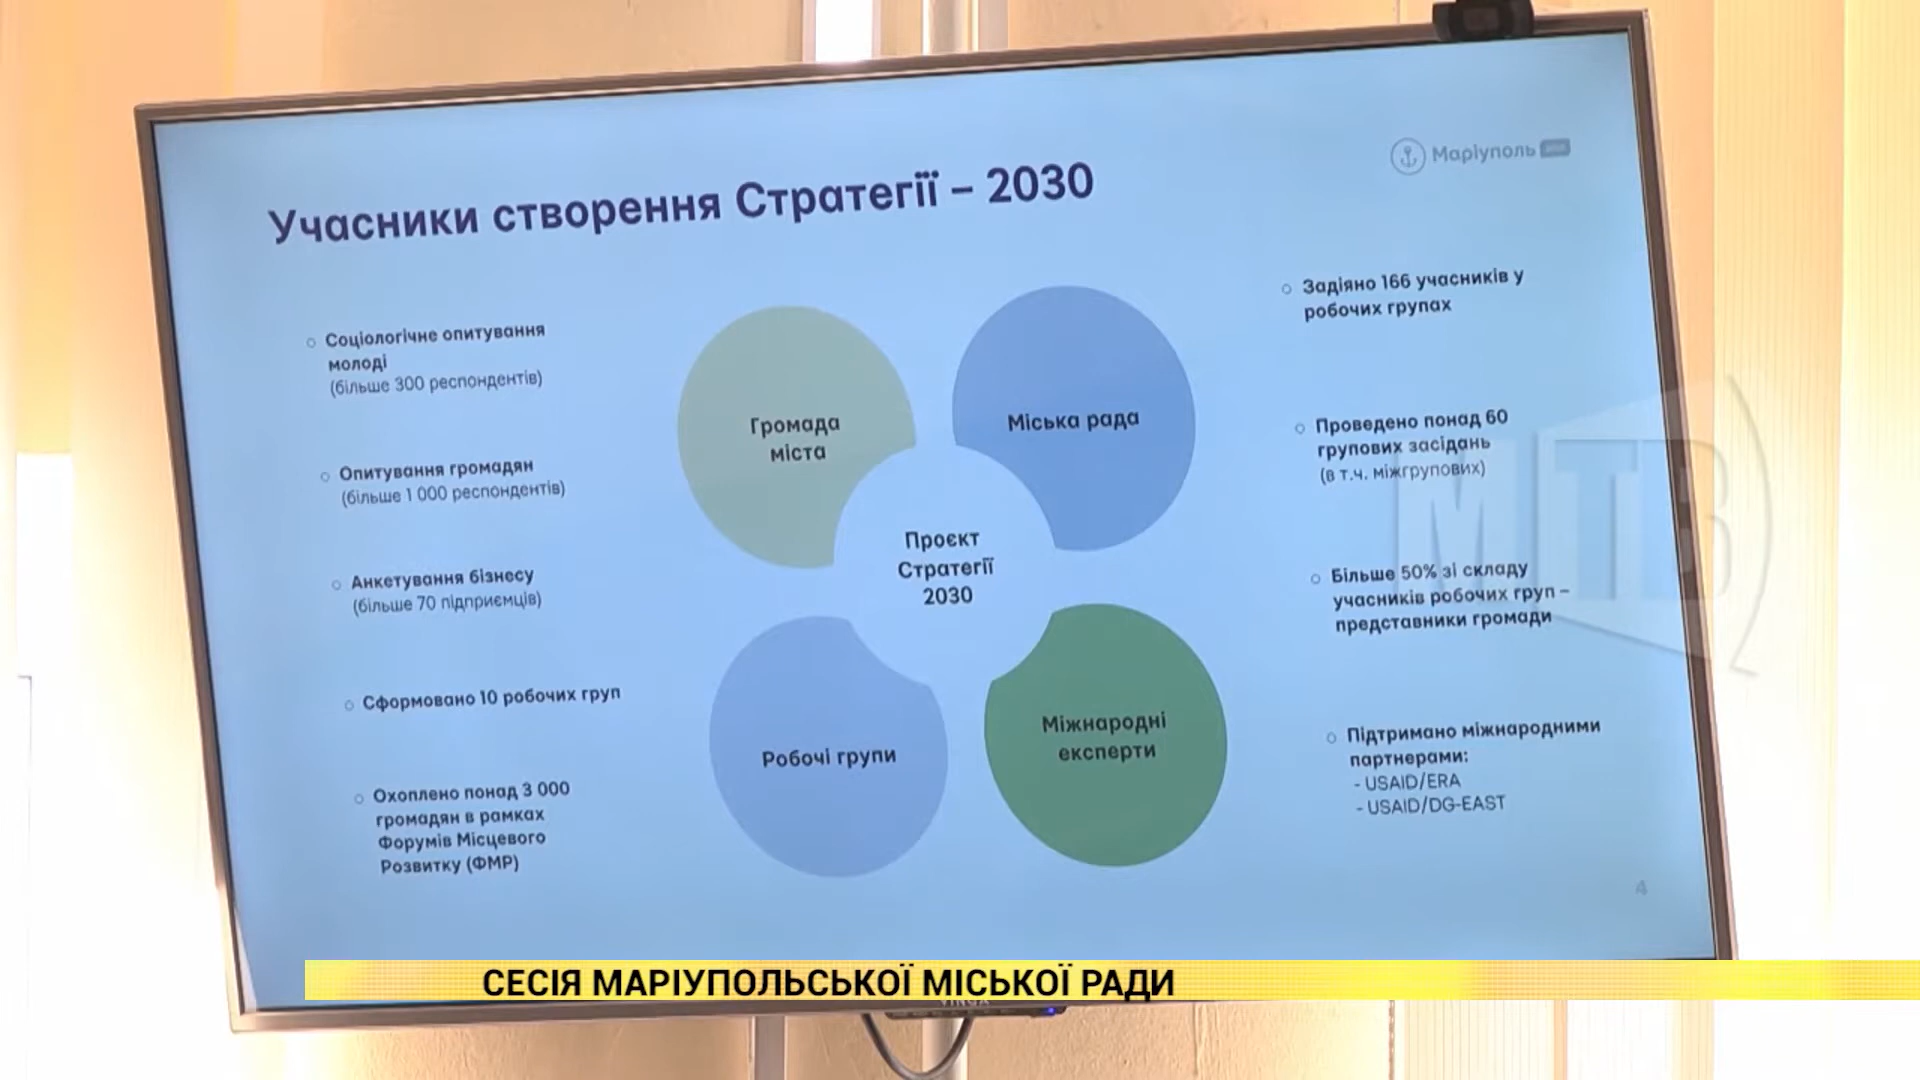 Маріуполь
Учасники створення Стратегії – 2030
Соціологічне опитування
молоді
(більше 300 респондентів)
Опитування громадян
(більше 1 000 респондентів)
Анкетування бізнесу
(більше 70 підприємців)
Сформовано 10 робочих груп
Охоплено понад 3 000
громадян в рамках
Форумів Місцевого
Розвитку (ФМР)
Громада
міста
Міська рада
Проєкт
Стратегії
2030
Робочі групи
Міжнародні
експерти
Задіяно 166 учасників у
робочих групах
Проведено понад 60
групових засідань
(в т.ч. міжгрупових)
Більше 50% зі складу
учасників робочих груп –
представники громади
Підтримано міжнародними
партнерами:
- USAID/ERA
- USAID/DG-EAST
4
МТВ
СЕСІЯ МАРІУПОЛЬСЬКОЇ МІСЬКОЇ РАДИ